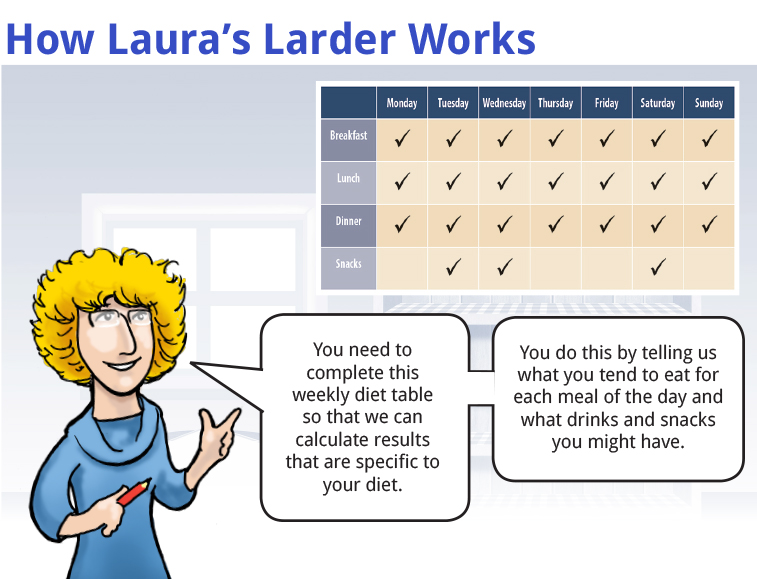 How Laura's Larder Works
Monday Tuesday Wednesday Thursday Friday Saturday Sunday
Breakfast ✓ ✓ ✓ ✓ ✓ ✓ ✓
Lunch ✓ ✓ ✓ ✓ ✓ ✓ ✓
Dinner ✓ ✓ ✓ ✓ ✓ ✓ ✓
Snacks ✓ ✓ ✓
You need to
complete this
weekly diet table
so that we can
calculate results
that are specific to
your diet.
You do this by telling us
what you tend to eat for
each meal of the day and
what drinks and snacks
you might have.